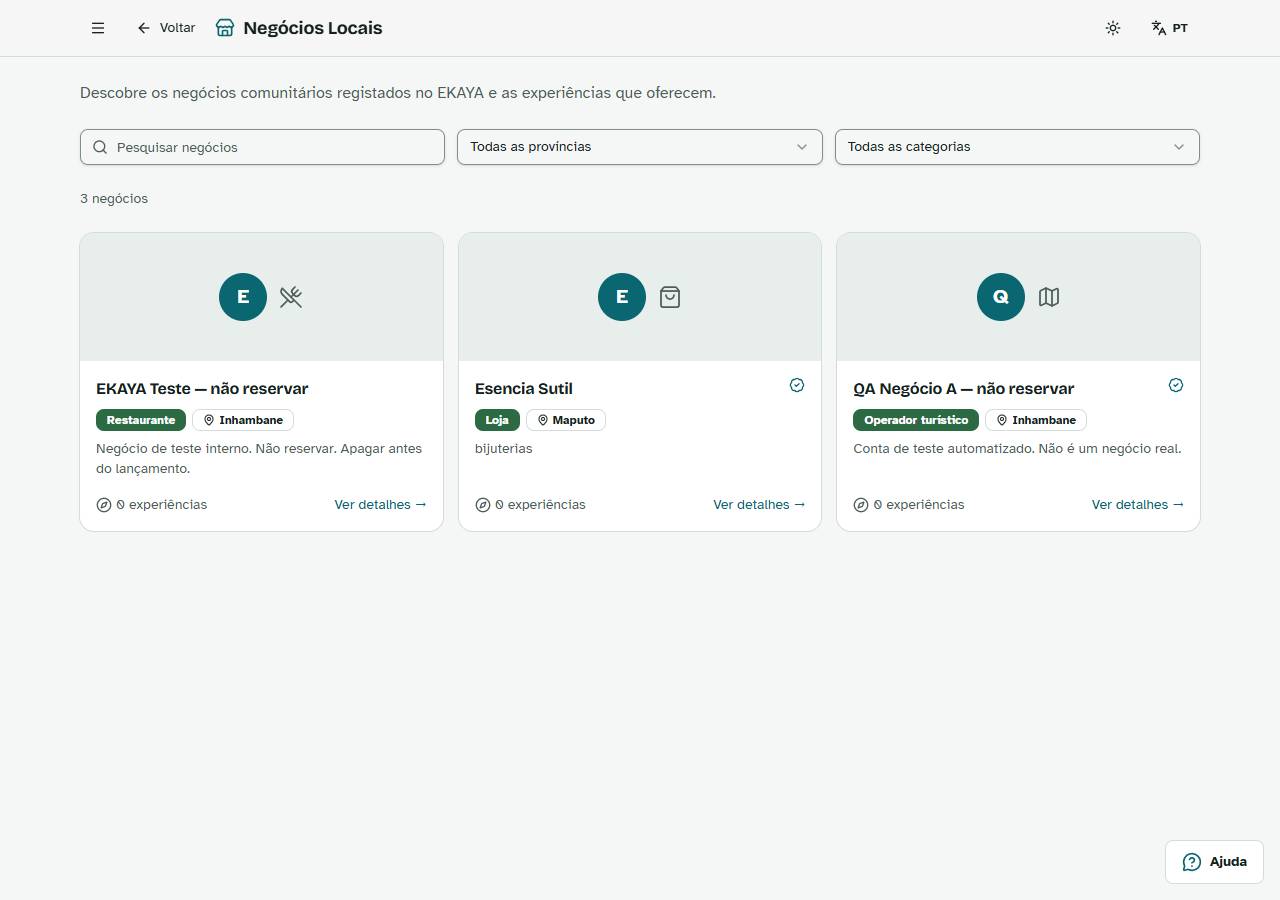 Voltar
Negócios Locais
PT
Descobre os negócios comunitários registados no EKAYA e as experiências que oferecem.
Pesquisar negócios
Todas as províncias
Todas as categorias
3 negócios
E
EKAYA Teste — não reservar
Restaurante
Inhambane
Negócio de teste interno. Não reservar. Apagar antes
do lançamento.
0 experiências
Ver detalhes →
E
Esencia Sutil
Loja
Maputo
bijuterias
0 experiências
Ver detalhes →
Q
QA Negócio A — não reservar
Operador turístico
Inhambane
Conta de teste automatizado. Não é um negócio real.
0 experiências
Ver detalhes →
Ajuda